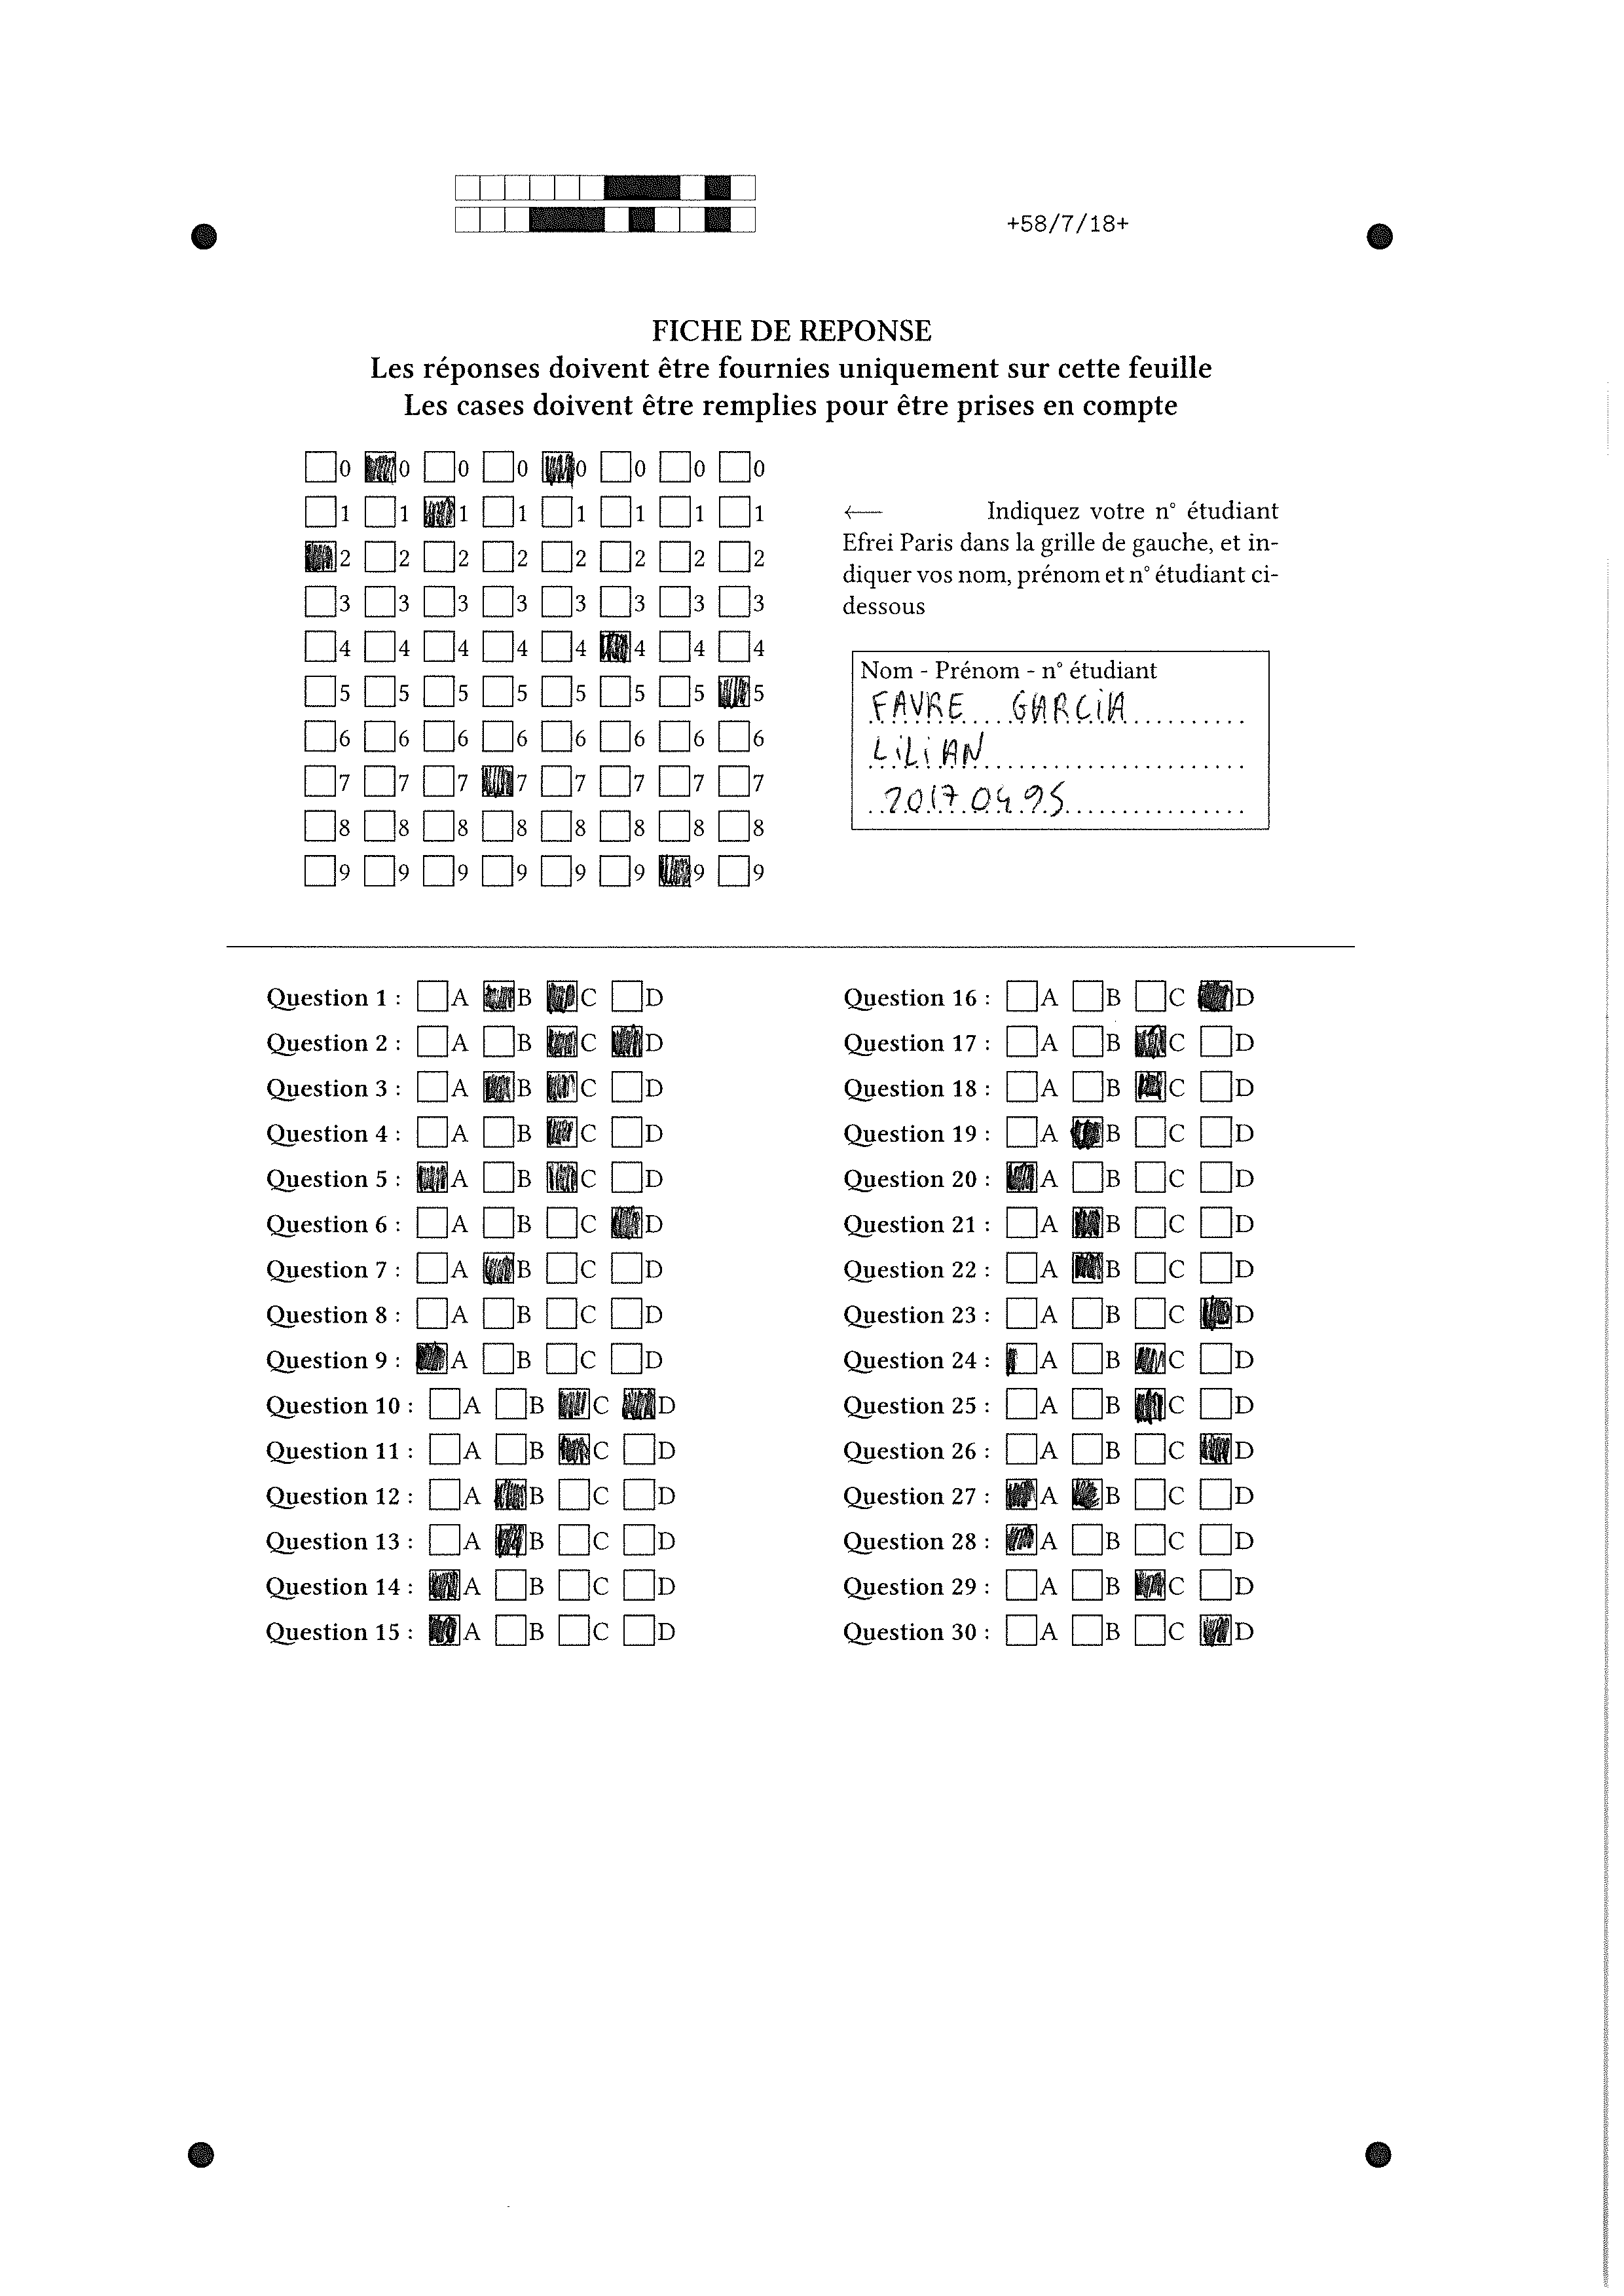 +58/7/18+
FICHE DE REPONSE
Les réponses doivent être fournies uniquement sur cette feuille
Les cases doivent être remplies pour être prises en compte
0 0 0 0 0 0 0 0
1 1 1 1 1 1 1 1
2 2 2 2 2 2 2 2
3 3 3 3 3 3 3 3
4 4 4 4 4 4 4 4
5 5 5 5 5 5 5 5
6 6 6 6 6 6 6 6
7 7 7 7 7 7 7 7
8 8 8 8 8 8 8 8
9 9 9 9 9 9 9 9
← Indiquez votre n° étudiant
Efrei Paris dans la grille de gauche, et in-
diquer vos nom, prénom et n° étudiant ci-
dessous
Nom - Prénom - n° étudiant
FAVRE GARCIA
LILIAN
20170495
Question 1 : A B C D
Question 2 : A B C D
Question 3 : A B C D
Question 4 : A B C D
Question 5 : A B C D
Question 6 : A B C D
Question 7 : A B C D
Question 8 : A B C D
Question 9 : A B C D
Question 10 : A B C D
Question 11 : A B C D
Question 12 : A B C D
Question 13 : A B C D
Question 14 : A B C D
Question 15 : A B C D
Question 16 : A B C D
Question 17 : A B C D
Question 18 : A B C D
Question 19 : A B C D
Question 20 : A B C D
Question 21 : A B C D
Question 22 : A B C D
Question 23 : A B C D
Question 24 : A B C D
Question 25 : A B C D
Question 26 : A B C D
Question 27 : A B C D
Question 28 : A B C D
Question 29 : A B C D
Question 30 : A B C D